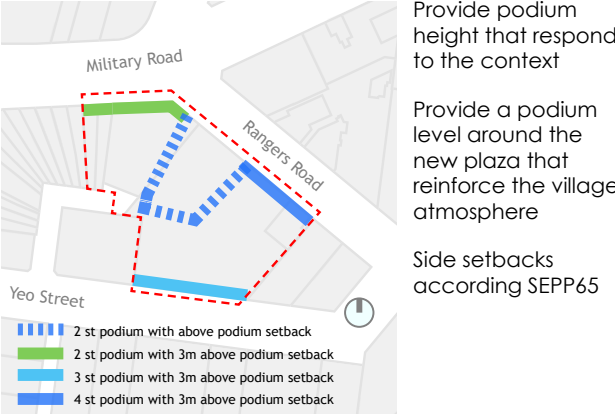 Military Road
Rangers Road
Yeo Street
2 st podium with above podium setback
2 st podium with 3m above podium setback
3 st podium with 3m above podium setback
4 st podium with 3m above podium setback
Provide podium
height that respond
to the context
Provide a podium
level around the
new plaza that
reinforce the village
atmosphere
Side setbacks
according SEPP65